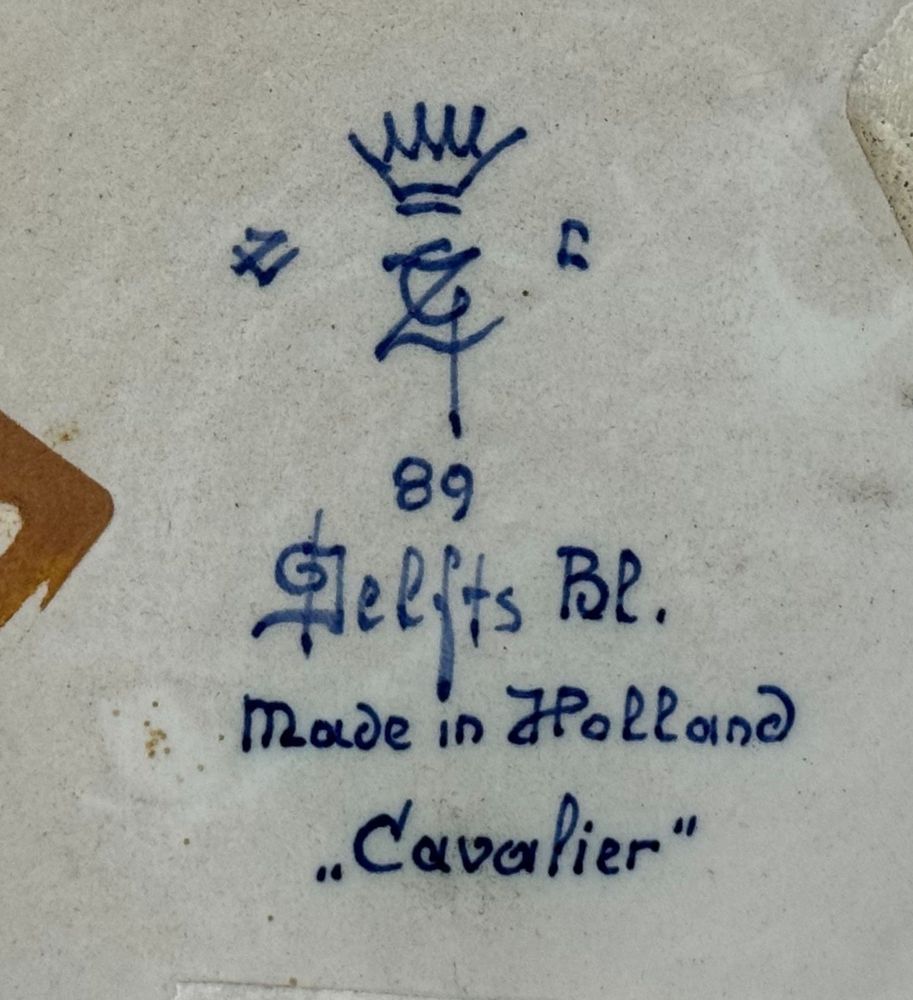 89
Delfts Bl.
Made in Holland
„Cavalier"